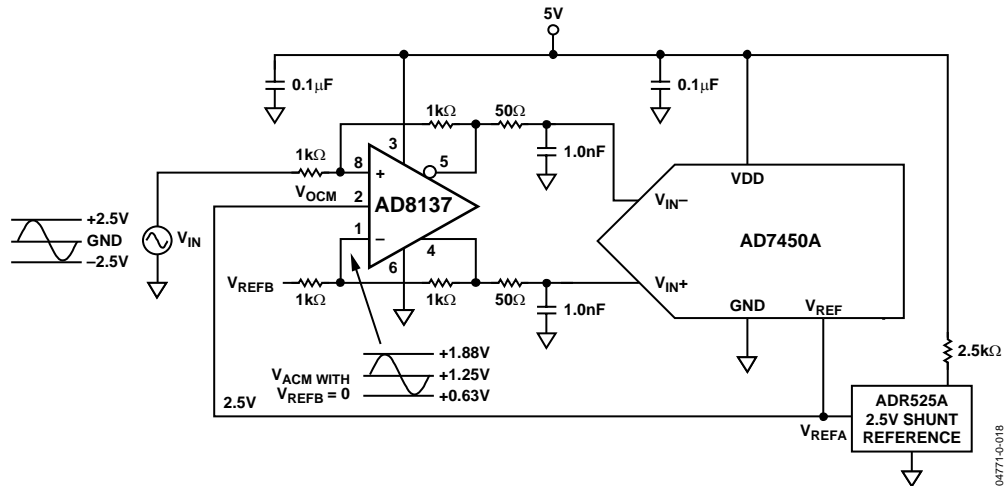 5V
0.1µF
0.1µF
1kΩ
50Ω
1kΩ
3
5
1.0nF
8
+
VDD
VOCM
2
AD8137
VIN–
+2.5V
GND
–2.5V
VIN
1
–
AD7450A
4
6
VREFB
1kΩ
1kΩ
50Ω
VIN+
1.0nF
GND
VREF
2.5kΩ
+1.88V
+1.25V
+0.63V
VACM WITH
VREFB = 0
2.5V
VREFA
ADR525A
2.5V SHUNT
REFERENCE
04771-0-018